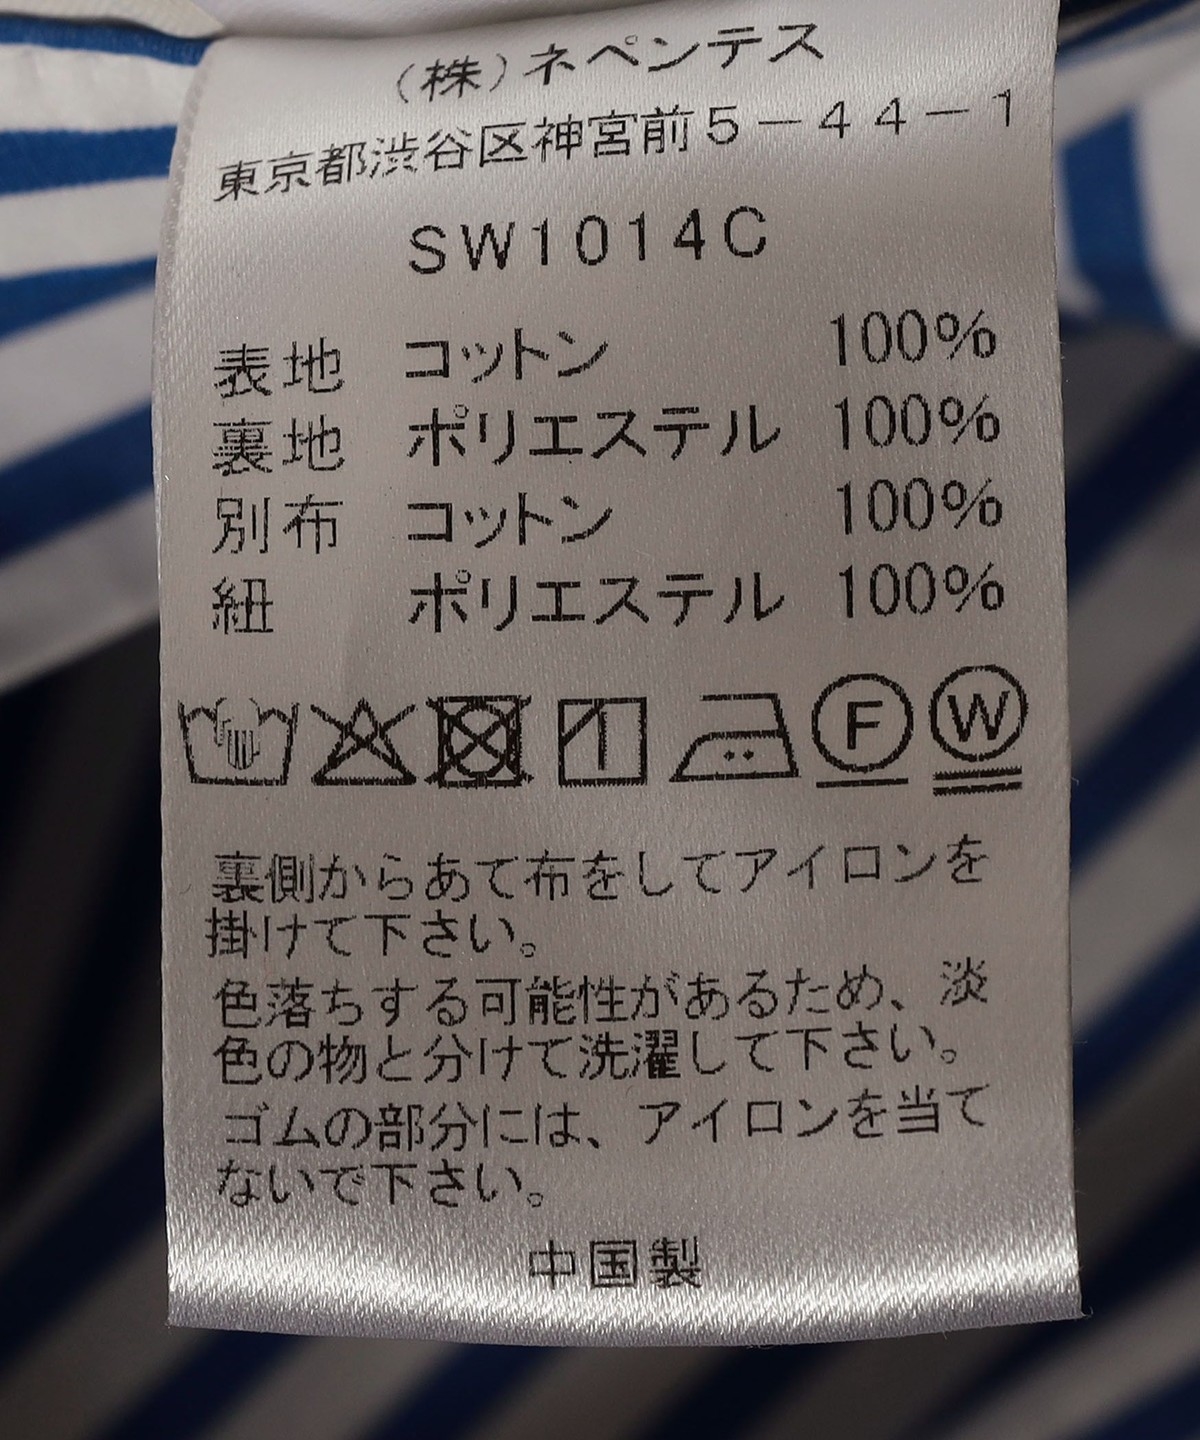 (株)ネペンテス
東京都渋谷区神宮前5-44-1
SW1014C
表地 コットン 100%
裏地 ポリエステル 100%
別布 コットン 100%
紐 ポリエステル 100%
F W
裏側からあて布をしてアイロンを
掛けて下さい。
色落ちする可能性があるため、淡
色の物と分けて洗濯して下さい。
ゴムの部分には、アイロンを当て
ないで下さい。
中国製